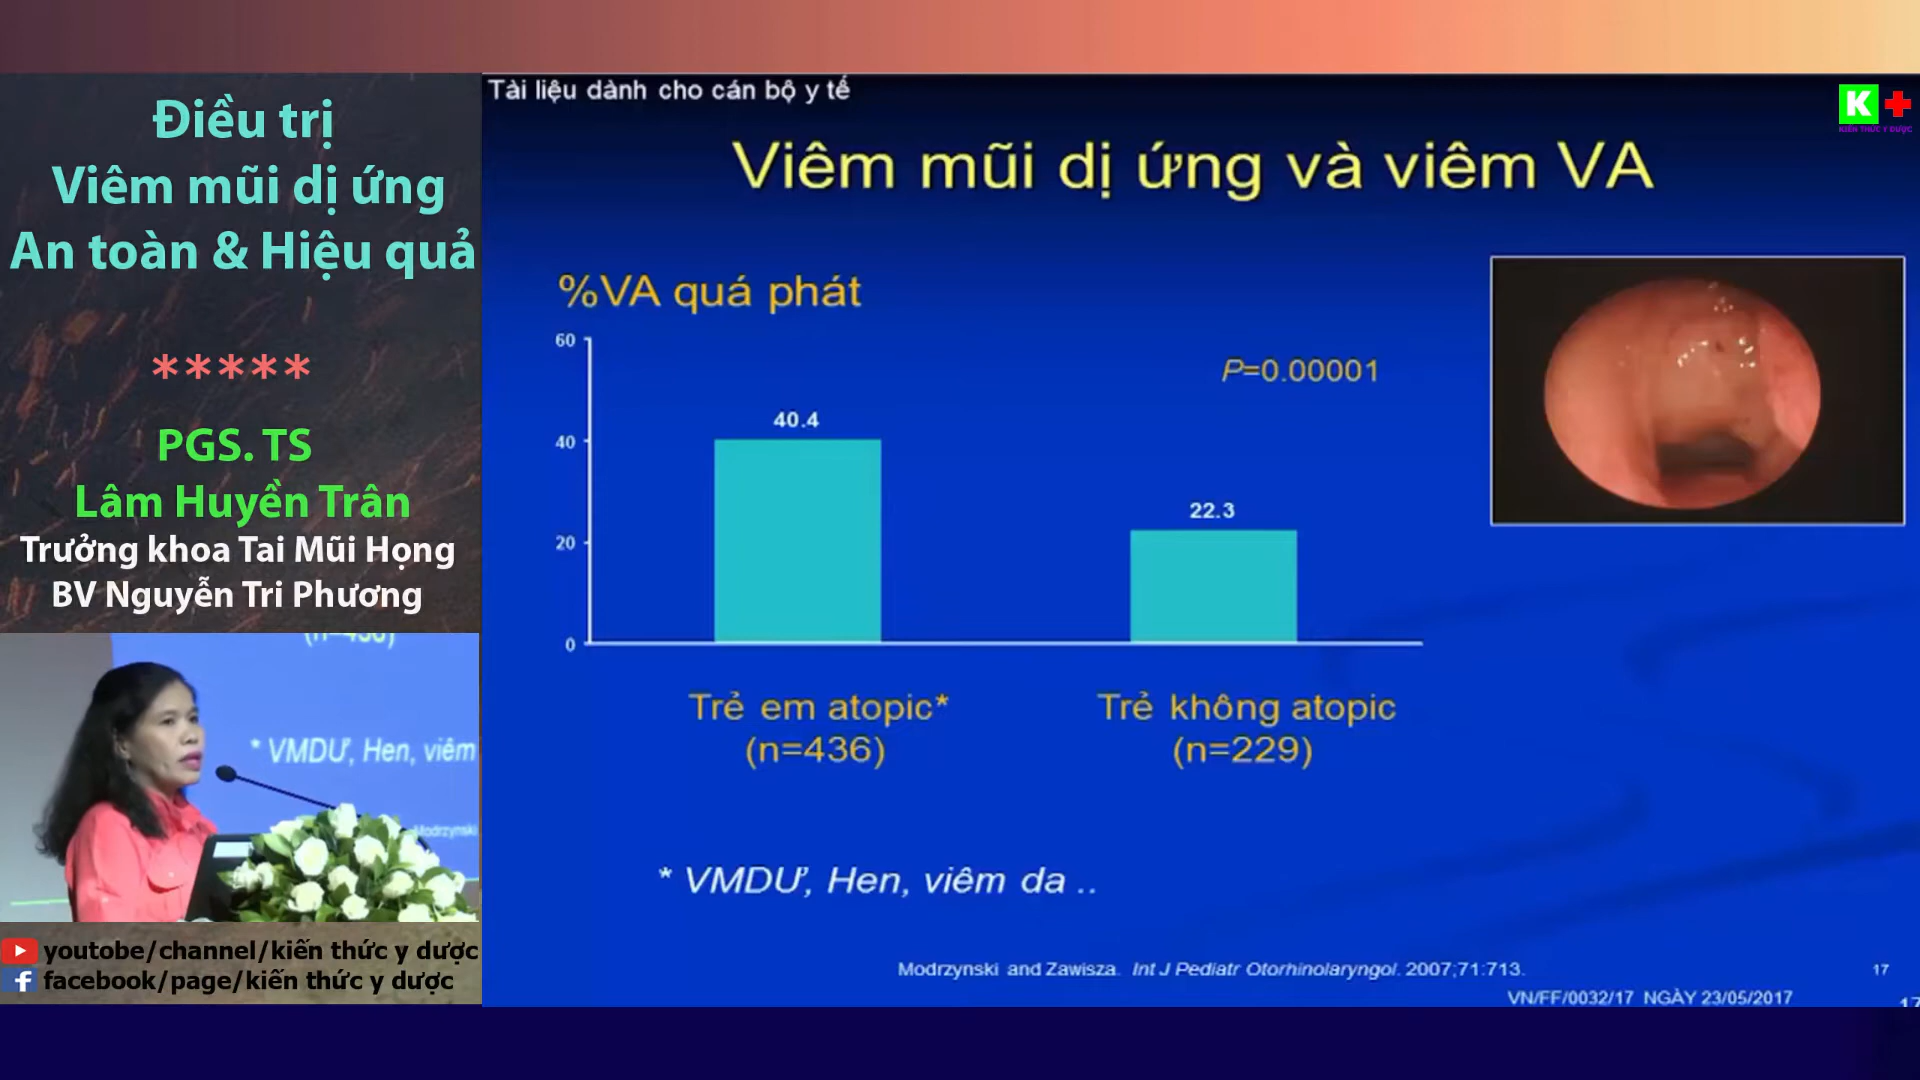 Điều trị
Viêm mũi dị ứng
An toàn & Hiệu quả
*****
PGS. TS
Lâm Huyền Trân
Trưởng khoa Tai Mũi Họng
BV Nguyễn Tri Phương
* VMDƯ, Hen, viêm
Modrzynski
youtobe/channel/kiến thức y dược
facebook/page/kiến thức y dược
Tài liệu dành cho cán bộ y tế
K
KIẾN THỨC Y DƯỢC
Viêm mũi dị ứng và viêm VA
%VA quá phát
60
P=0.00001
40.4
40
22.3
20
0
Trẻ em atopic*
(n=436)
Trẻ không atopic
(n=229)
* VMDƯ, Hen, viêm da ..
Modrzynski and Zawisza. Int J Pediatr Otorhinolaryngol. 2007;71:713.
17
VN/FF/0032/17 NGÀY 23/05/2017
17